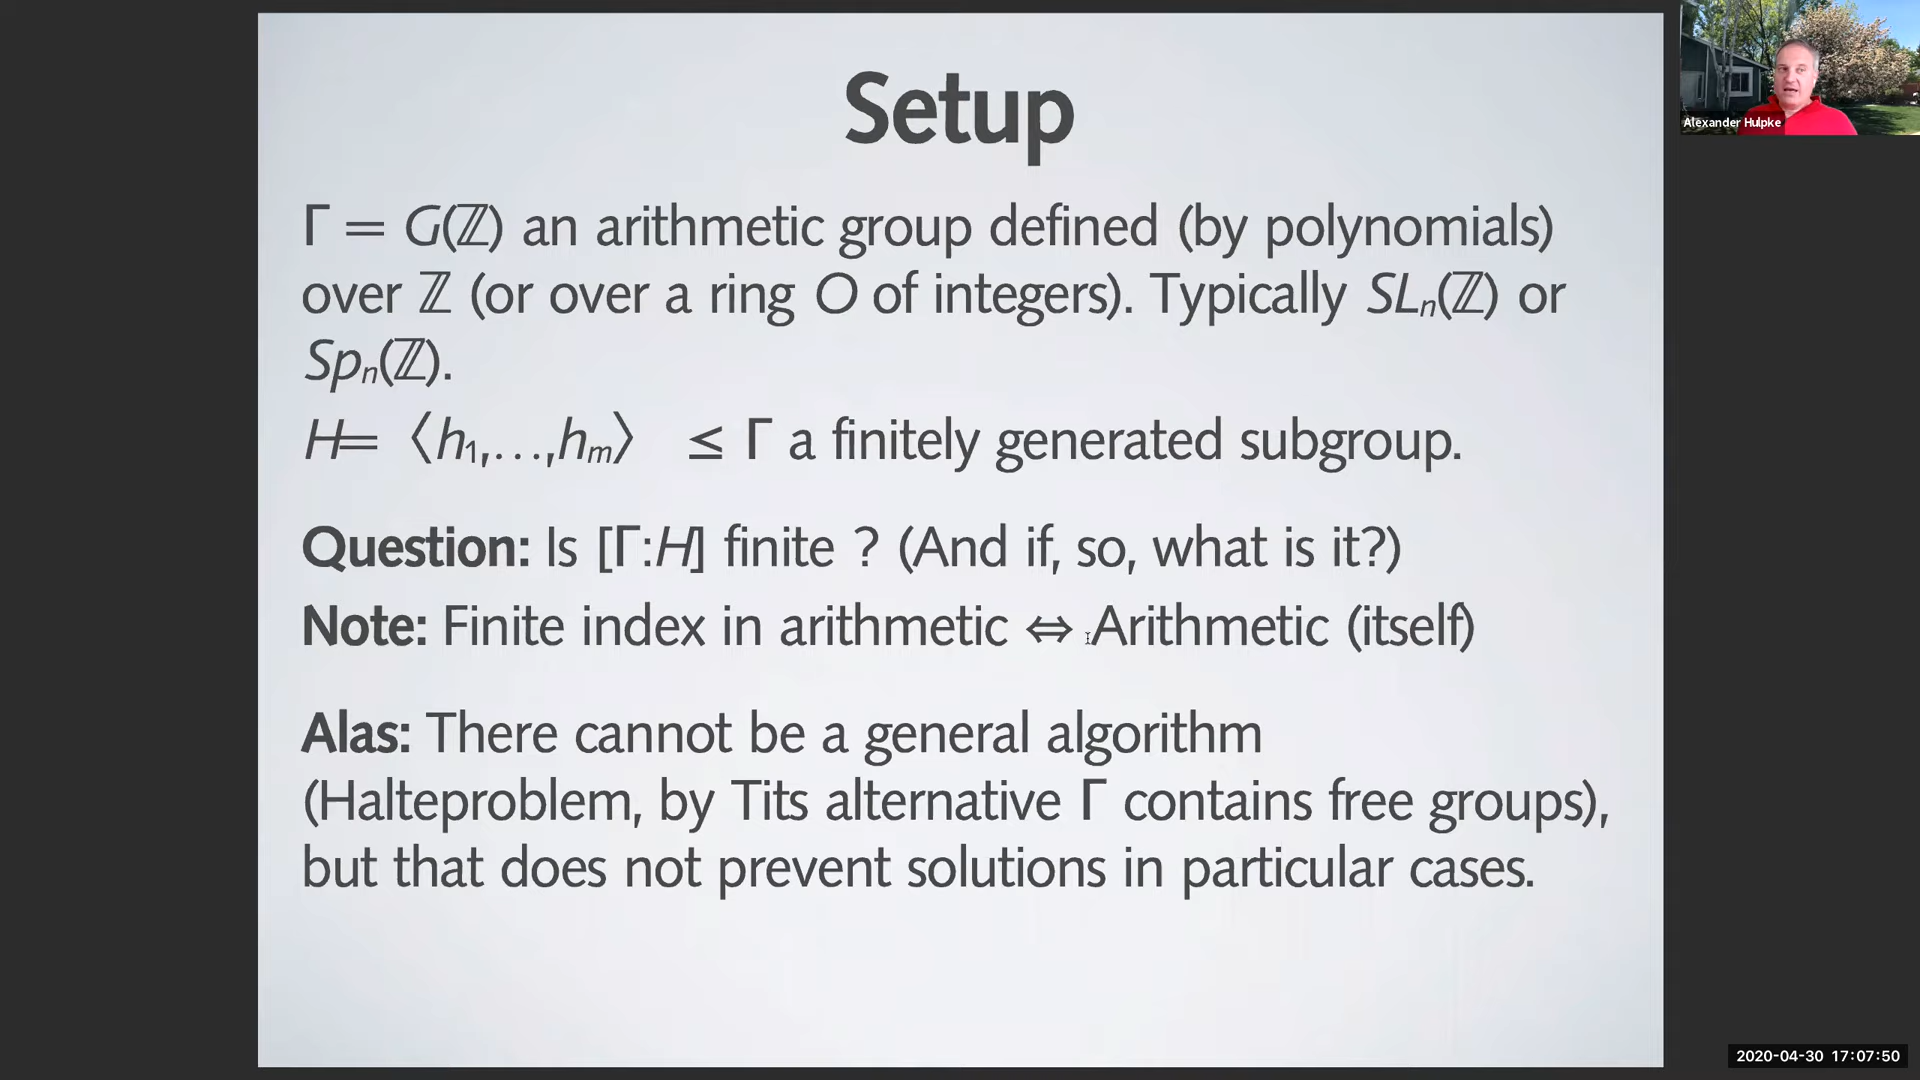 Setup
Alexander Hulpke
Γ = G(ℤ) an arithmetic group defined (by polynomials)
over ℤ (or over a ring O of integers). Typically SLₙ(ℤ) or
Spₙ(ℤ).
H= ⟨h₁,…,hₘ⟩ ≤ Γ a finitely generated subgroup.
Question: Is [Γ:H] finite ? (And if, so, what is it?)
Note: Finite index in arithmetic ⇔ Arithmetic (itself)
Alas: There cannot be a general algorithm
(Halteproblem, by Tits alternative Γ contains free groups),
but that does not prevent solutions in particular cases.
2020-04-30 17:07:50